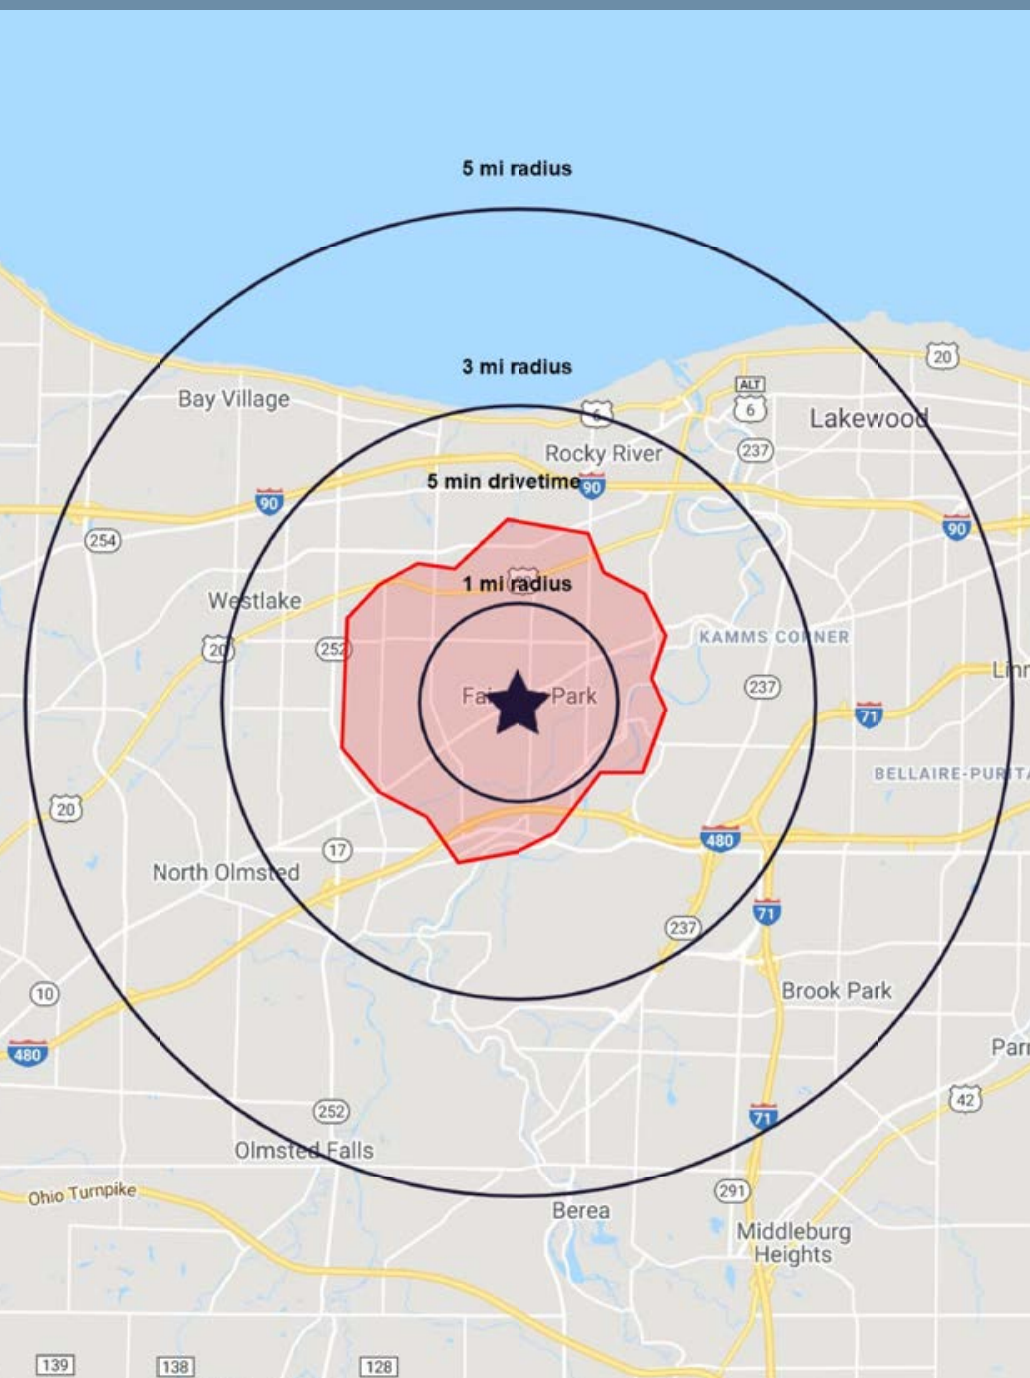 5 mi radius
20
3 mi radius
ALT
6
6
Bay Village
Lakewood
237
Rocky River
5 min drivetime
90
90
90
254
1 mi radius
Westlake
KAMMS CORNER
20
252
237
Park
71
BELLAIRE-PURITA
20
480
17
North Olmsted
71
237
10
Brook Park
480
42
252
71
Olmsted Falls
Ohio Turnpike
291
Berea
Middleburg
Heights
139
138
128